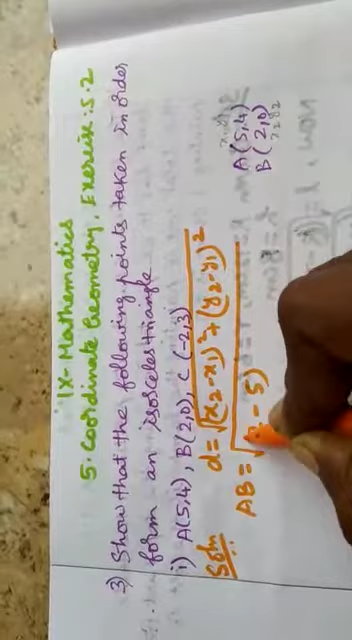 IX - Mathematics
5. Coordinate Geometry, Exercise: 5.2
3) Show that the following points taken in order
form an isosceles triangle
i) A(5,4), B(2,0), C(-2,3)
Soln d = √(x₂-x₁)²+(y₂-y₁)²
A(5,4)
B(2,0)
x₂ y₂
AB = √( - 5)